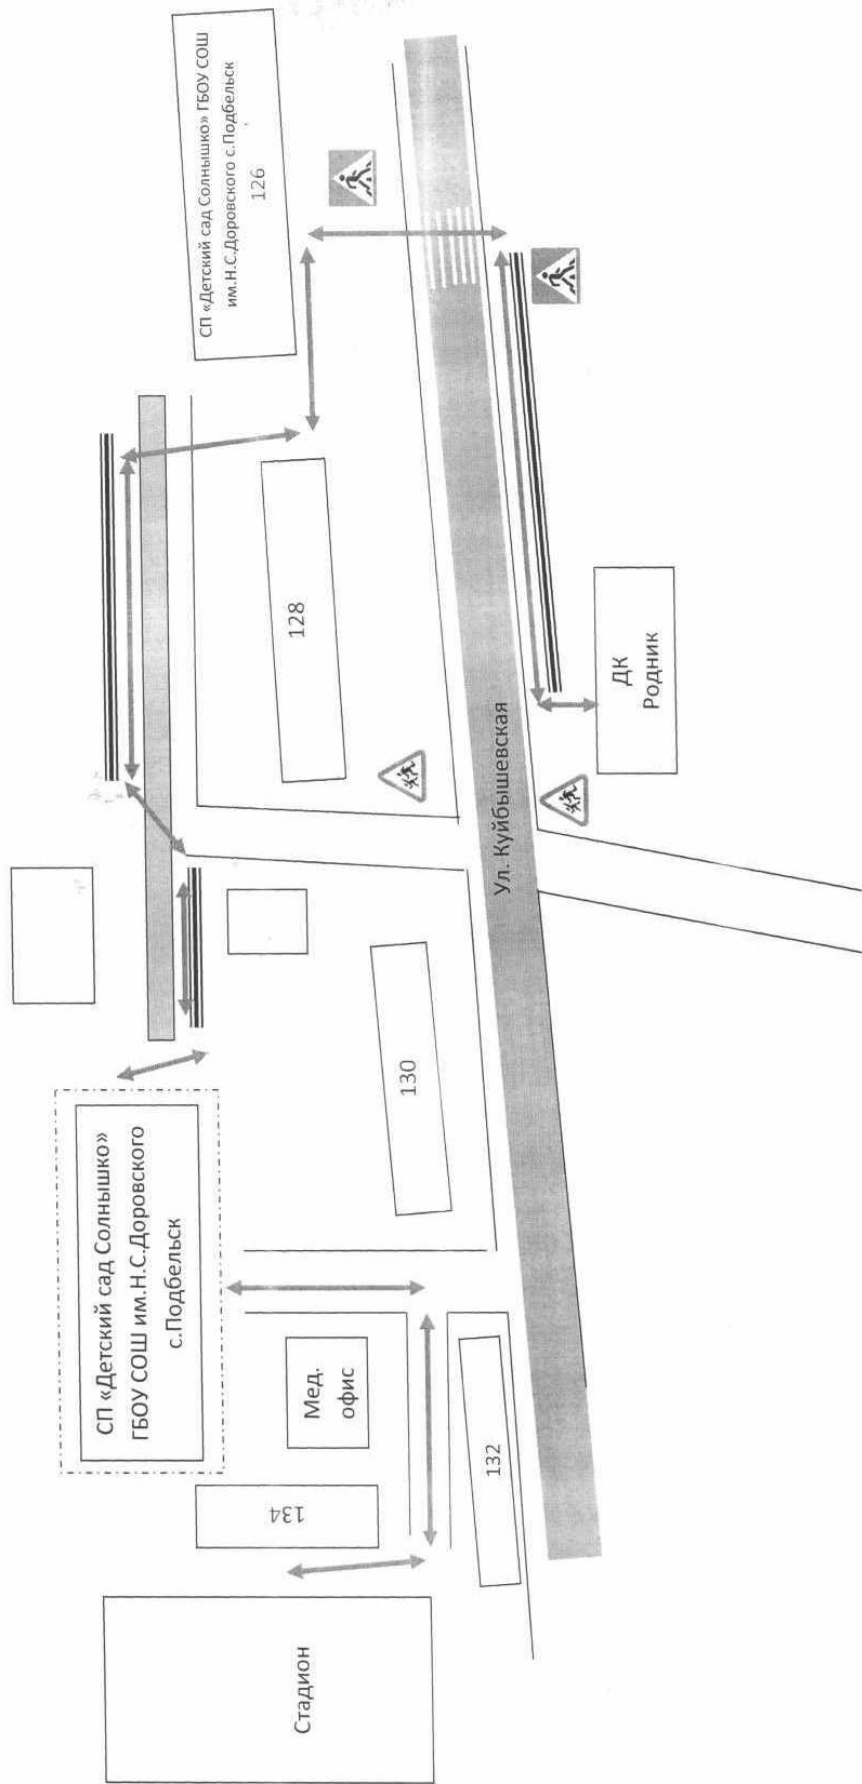 СП «Детский сад Солнышко»
ГБОУ СОШ им.Н.С.Доровского
с.Подбельск
СП «Детский сад Солнышко» ГБОУ СОШ
им.Н.С.Доровского с.Подбельск
126
128
Мед.
офис
134
130
Стадион
132
Ул. Куйбышевская
ДК
Родник